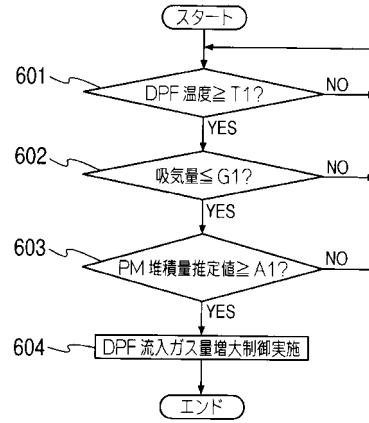 スタート
601
DPF 温度≧T1?
NO
YES
602
吸気量≦G1?
NO
YES
603
PM 堆積量推定値≧A1?
NO
YES
604
DPF 流入ガス量増大制御実施
エンド